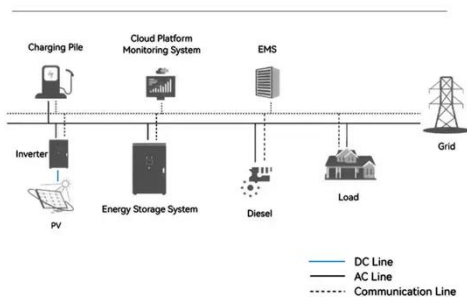 Charging Pile
Cloud Platform
Monitoring System
EMS
Grid
Inverter
PV
Energy Storage System
Diesel
Load
DC Line
AC Line
Communication Line